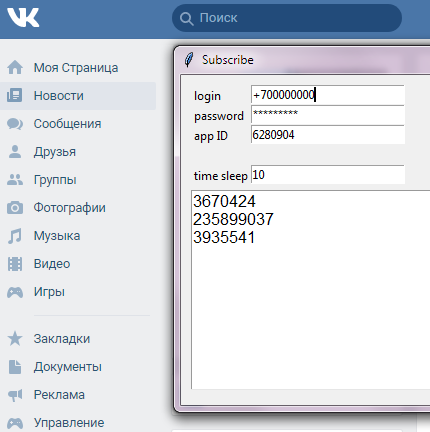 Поиск
Моя Страница
Новости
Сообщения
Друзья
Группы
Фотографии
Музыка
Видео
Игры
Закладки
Документы
Реклама
Управление
Subscribe
login +700000000
password *********
app ID 6280904
time sleep 10
3670424
235899037
3935541